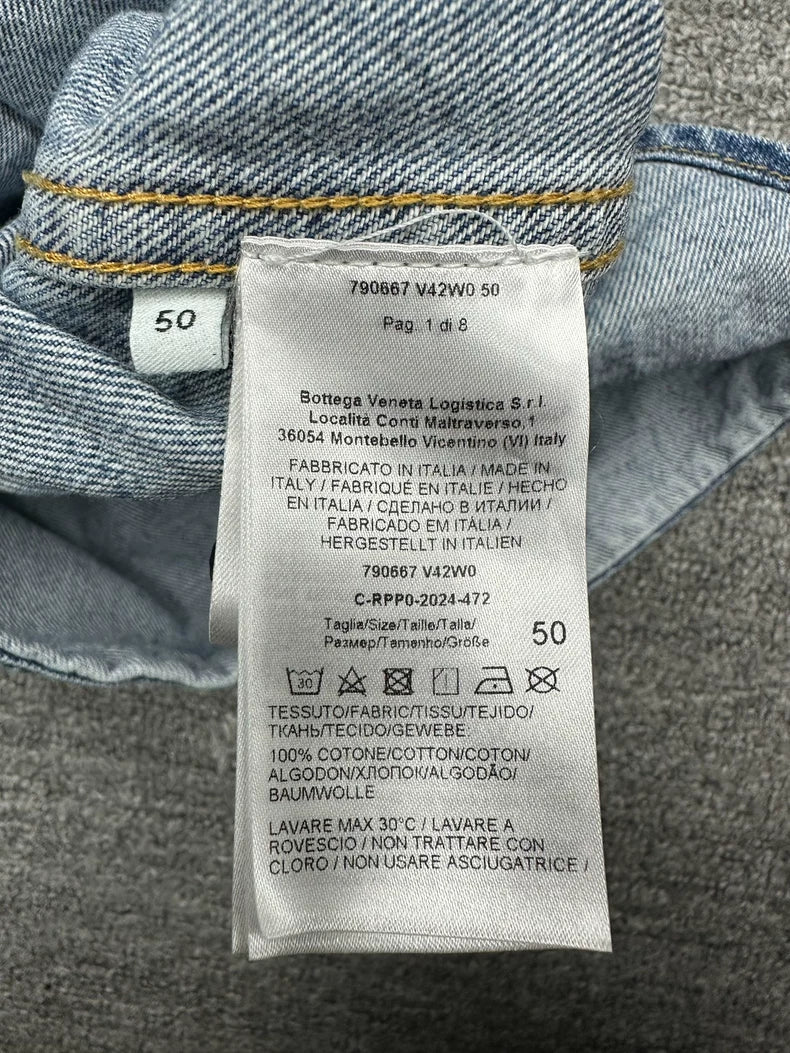 50
790667 V42W0 50
Pag. 1 di 8
Bottega Veneta Logistica S.r.l.
Località Conti Maltraverso,1
36054 Montebello Vicentino (VI) Italy
FABBRICATO IN ITALIA / MADE IN
ITALY / FABRIQUÉ EN ITALIE / HECHO
EN ITALIA / СДЕЛАНО В ИТАЛИИ /
FABRICADO EM ITÁLIA /
HERGESTELLT IN ITALIEN
790667 V42W0
C-RPP0-2024-472
Taglia/Size/Taille/Talla/
Размер/Tamanho/Größe
50
30
TESSUTO/FABRIC/TISSU/TEJIDO/
ТКАНЬ/TECIDO/GEWEBE:
100% COTONE/COTTON/COTON/
ALGODON/ХЛОПОК/ALGODÃO/
BAUMWOLLE
LAVARE MAX 30°C / LAVARE A
ROVESCIO / NON TRATTARE CON
CLORO / NON USARE ASCIUGATRICE /